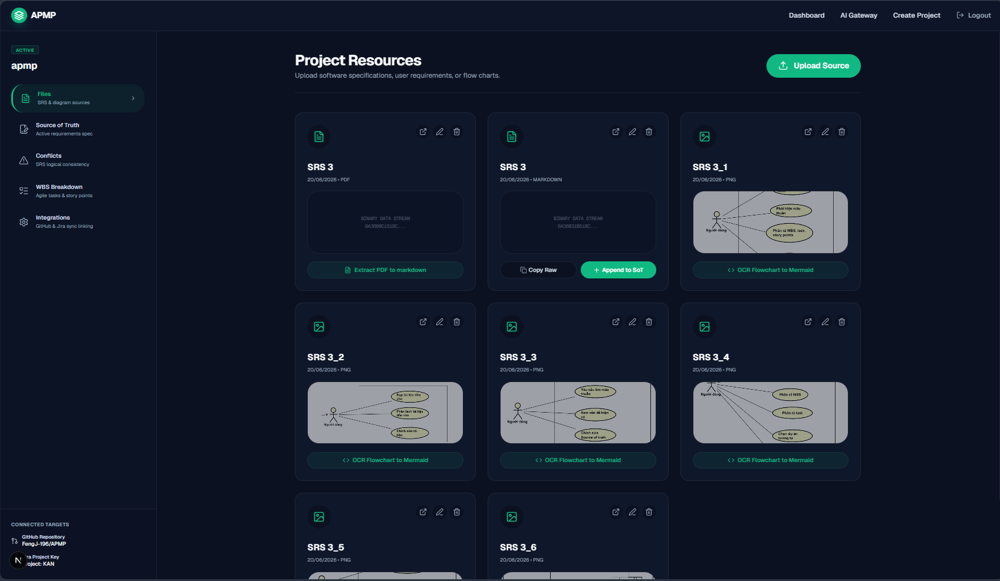 APMP
Dashboard
AI Gateway
Create Project
Logout
ACTIVE
apmp
Files
SRS & diagram sources
Source of Truth
Active requirements spec
Conflicts
SRS logical consistency
WBS Breakdown
Agile tasks & story points
Integrations
GitHub & Jira sync linking
CONNECTED TARGETS
GitHub Repository
FengJ-196/APMP
N
ra Project Key
roject: KAN
Project Resources
Upload software specifications, user requirements, or flow charts.
Upload Source
SRS 3
20/06/2026 • PDF
BINARY DATA STREAM
6A3600C1518C...
Extract PDF to markdown
SRS 3
20/06/2026 • MARKDOWN
BINARY DATA STREAM
6A36031B518C...
Copy Raw
Append to SoT
SRS 3_1
20/06/2026 • PNG
Phát hiện mâu
thuẫn
Người dùng
Phân rã WBS, task,
story points
OCR Flowchart to Mermaid
SRS 3_2
20/06/2026 • PNG
Nạp tài liệu đầu
vào
Phân tách tài liệu
đầu vào
Người dùng
Chỉnh sửa tài
liệu
OCR Flowchart to Mermaid
SRS 3_3
20/06/2026 • PNG
Yêu cầu tìm mâu
thuẫn
Xem vấn đề hiện
có
Người dùng
Chỉnh sửa
Source of truth
OCR Flowchart to Mermaid
SRS 3_4
20/06/2026 • PNG
Người dùng
Phân rã WBS
Phân rã task
Chọn dự án
tương tự
OCR Flowchart to Mermaid
SRS 3_5
20/06/2026 • PNG
SRS 3_6
20/06/2026 • PNG